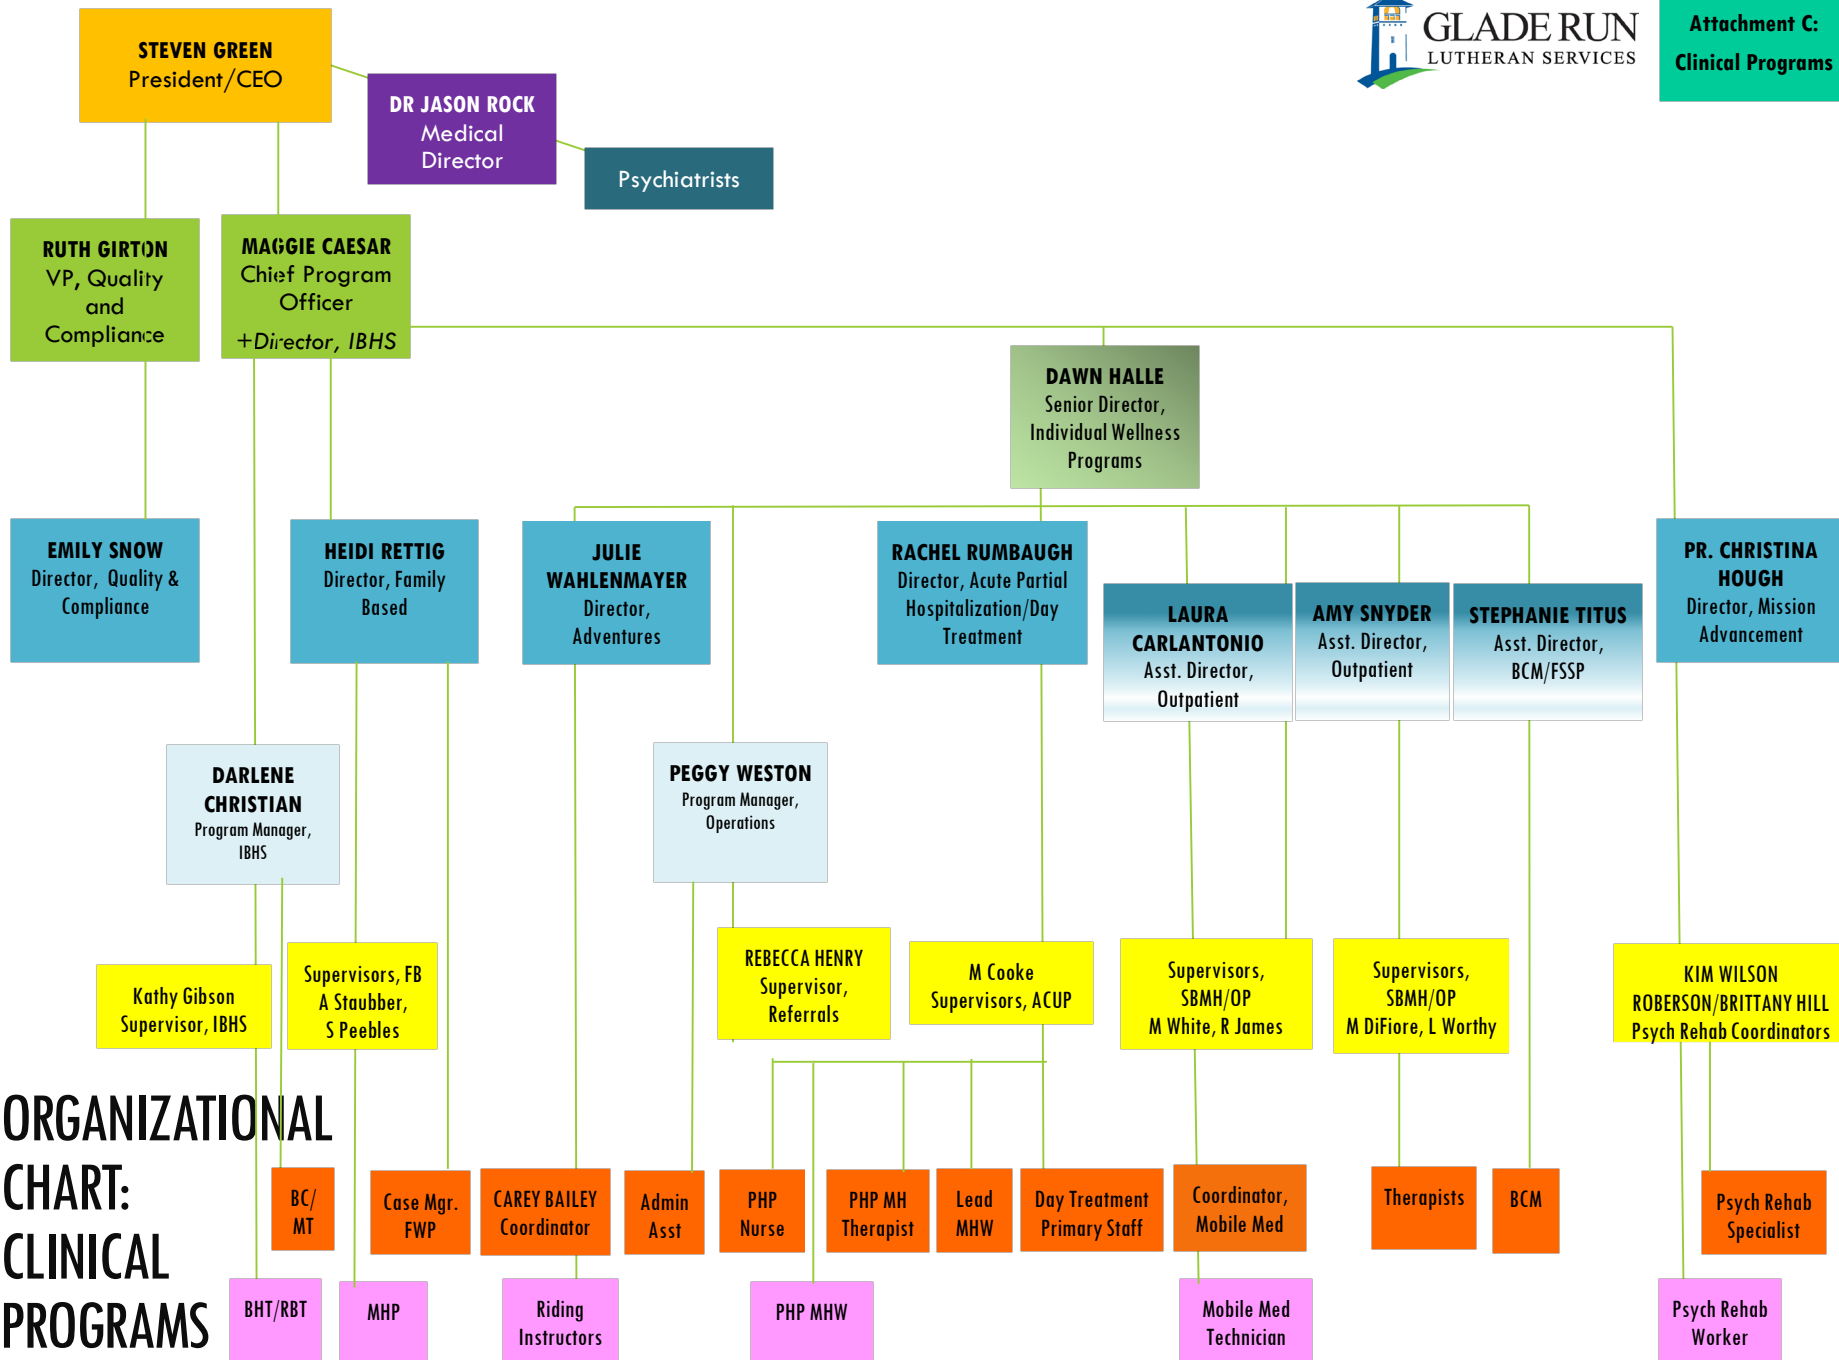 STEVEN GREEN
President/CEO
GLADE RUN
LUTHERAN SERVICES
Attachment C:
Clinical Programs
DR JASON ROCK
Medical
Director
Psychiatrists
RUTH GIRTON
VP, Quality
and
Compliance
MAGGIE CAESAR
Chief Program
Officer
+Director, IBHS
DAWN HALLE
Senior Director,
Individual Wellness
Programs
EMILY SNOW
Director, Quality &
Compliance
HEIDI RETTIG
Director, Family
Based
JULIE
WAHLENMAYER
Director,
Adventures
RACHEL RUMBAUGH
Director, Acute Partial
Hospitalization/Day
Treatment
LAURA
CARLANTONIO
Asst. Director,
Outpatient
AMY SNYDER
Asst. Director,
Outpatient
STEPHANIE TITUS
Asst. Director,
BCM/FSSP
PR. CHRISTINA
HOUGH
Director, Mission
Advancement
DARLENE
CHRISTIAN
Program Manager,
IBHS
PEGGY WESTON
Program Manager,
Operations
Kathy Gibson
Supervisor, IBHS
Supervisors, FB
A Staubber,
S Peebles
REBECCA HENRY
Supervisor,
Referrals
M Cooke
Supervisors, ACUP
Supervisors,
SBMH/OP
M White, R James
Supervisors,
SBMH/OP
M DiFiore, L Worthy
KIM WILSON
ROBERSON/BRITTANY HILL
Psych Rehab Coordinators
ORGANIZATIONAL
CHART:
CLINICAL
PROGRAMS
BC/
MT
Case Mgr.
FWP
CAREY BAILEY
Coordinator
Admin
Asst
PHP
Nurse
PHP MH
Therapist
Lead
MHW
Day Treatment
Primary Staff
Coordinator,
Mobile Med
Therapists
BCM
Psych Rehab
Specialist
BHT/RBT
MHP
Riding
Instructors
PHP MHW
Mobile Med
Technician
Psych Rehab
Worker